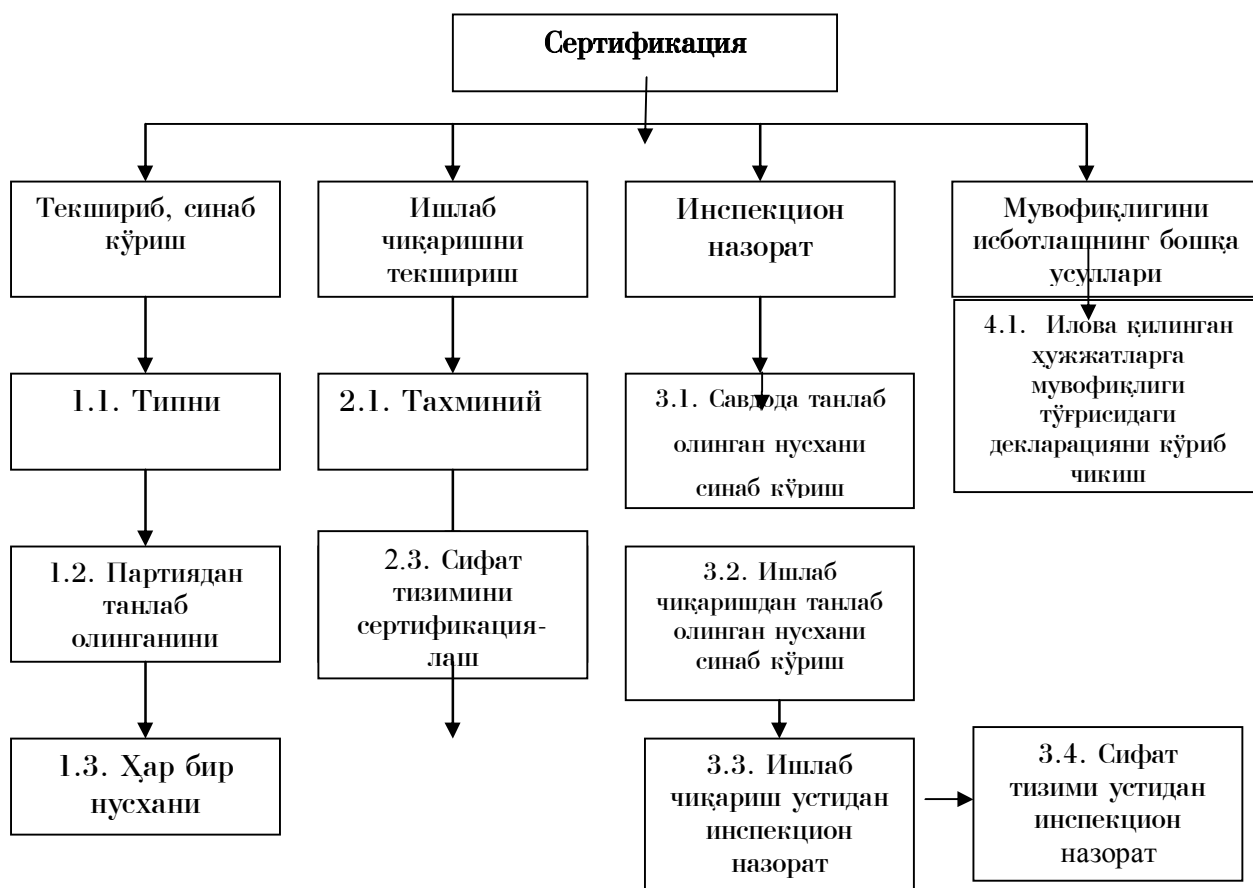 Сертификация
Текшириб, синаб
кўриш
Ишлаб
чиқаришни
текшириш
Инспекцион
назорат
Мувофиқлигини
исботлашнинг бошқа
усуллари
1.1. Типни
2.1. Тахминий
3.1. Савдода танлаб
олинган нусхани
синаб кўриш
4.1. Илова қилинган
ҳужжатларга
мувофиқлиги
тўғрисидаги
декларацияни кўриб
чикиш
1.2. Партиядан
танлаб
олинганини
2.3. Сифат
тизимини
сертификация-
лаш
3.2. Ишлаб
чиқаришдан танлаб
олинган нусхани
синаб кўриш
1.3. Ҳар бир
нусхани
3.3. Ишлаб
чиқариш устидан
инспекцион
назорат
3.4. Сифат
тизими устидан
инспекцион
назорат